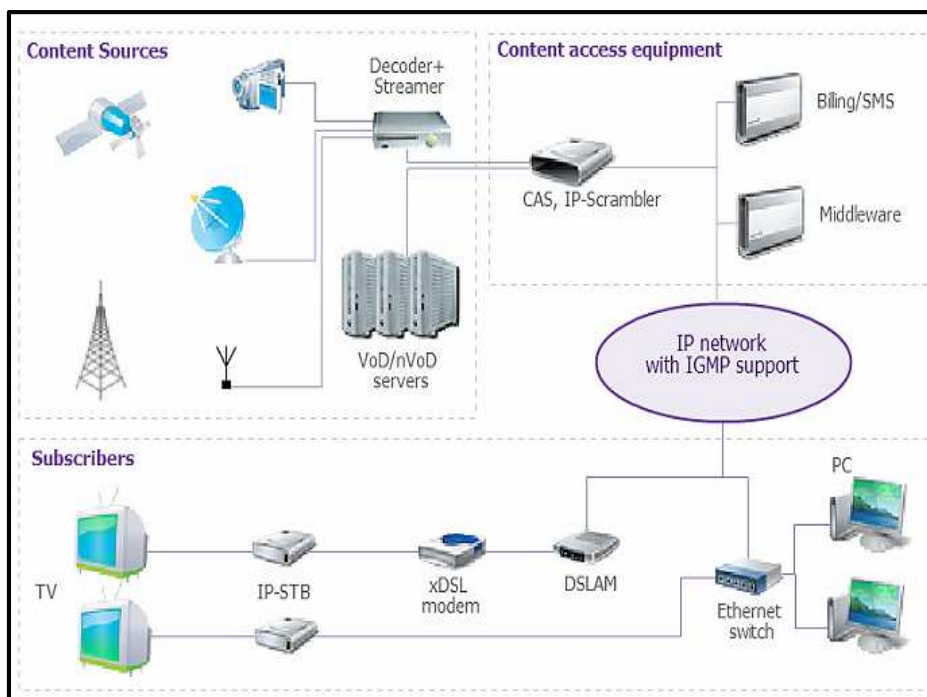 Content Sources
Decoder+
Streamer
VoD/nVoD
servers
Content access equipment
Biling/SMS
CAS, IP-Scrambler
Middleware
IP network
with IGMP support
Subscribers
PC
TV
IP-STB
xDSL
modem
DSLAM
Ethernet
switch